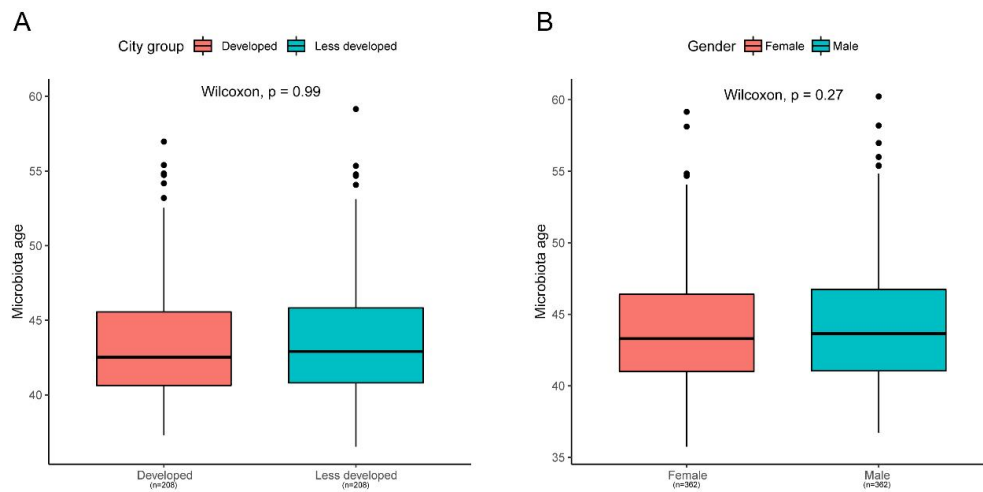 A
City group Developed Less developed
Wilcoxon, p = 0.99
60
55
50
45
40
Microbiota age
Developed
(n=208)
Less developed
(n=208)
B
Gender Female Male
Wilcoxon, p = 0.27
60
55
50
45
40
35
Microbiota age
Female
(n=362)
Male
(n=362)